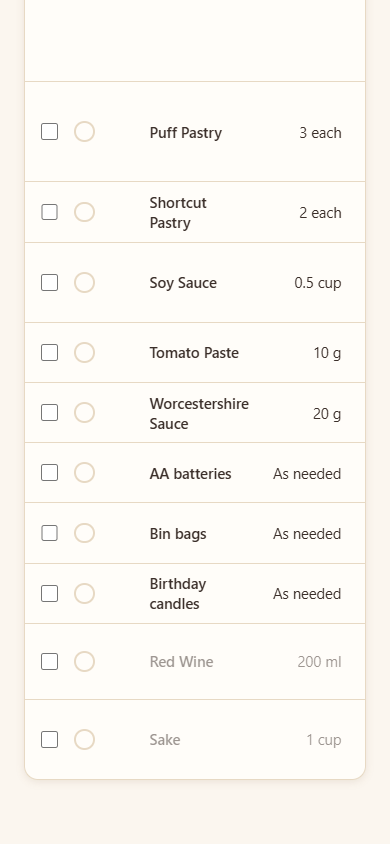 Puff Pastry 3 each
Shortcut
Pastry 2 each
Soy Sauce 0.5 cup
Tomato Paste 10 g
Worcestershire
Sauce 20 g
AA batteries As needed
Bin bags As needed
Birthday
candles As needed
Red Wine 200 ml
Sake 1 cup